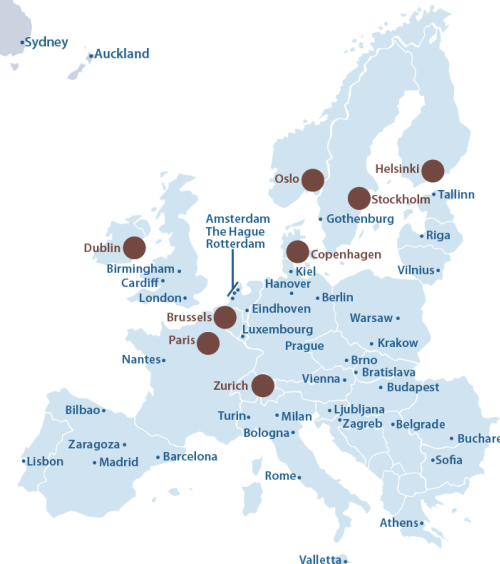 Sydney
Auckland
Helsinki
Oslo
Stockholm
Tallinn
Amsterdam
The Hague
Rotterdam
Gothenburg
Riga
Dublin
Copenhagen
Birmingham
Kiel
Vilnius
Cardiff
Hanover
London
Berlin
Eindhoven
Brussels
Warsaw
Luxembourg
Paris
Prague
Krakow
Nantes
Brno
Bratislava
Zurich
Vienna
Budapest
Bilbao
Turin
Milan
Ljubljana
Zagreb
Belgrade
Bologna
Buchare
Zaragoza
Barcelona
Lisbon
Madrid
Sofia
Rome
Athens
Valletta